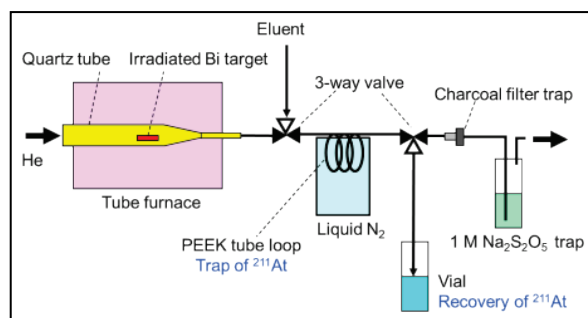 Eluent
Quartz tube
Irradiated Bi target
3-way valve
Charcoal filter trap
He
Tube furnace
Liquid N2
PEEK tube loop
Trap of 211At
1 M Na2S2O5 trap
Vial
Recovery of 211At